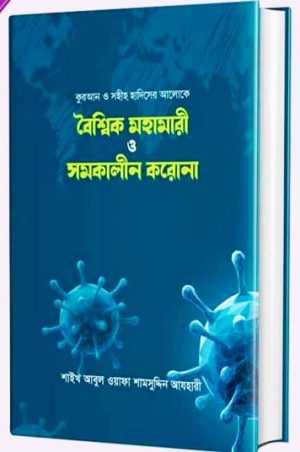 কুরআন ও সহীহ হাদিসের আলোকে
বৈশ্বিক মহামারী
ও
সমকালীন করোনা
শাইখ আবুল ওয়াফা শামসুদ্দিন আযহারী